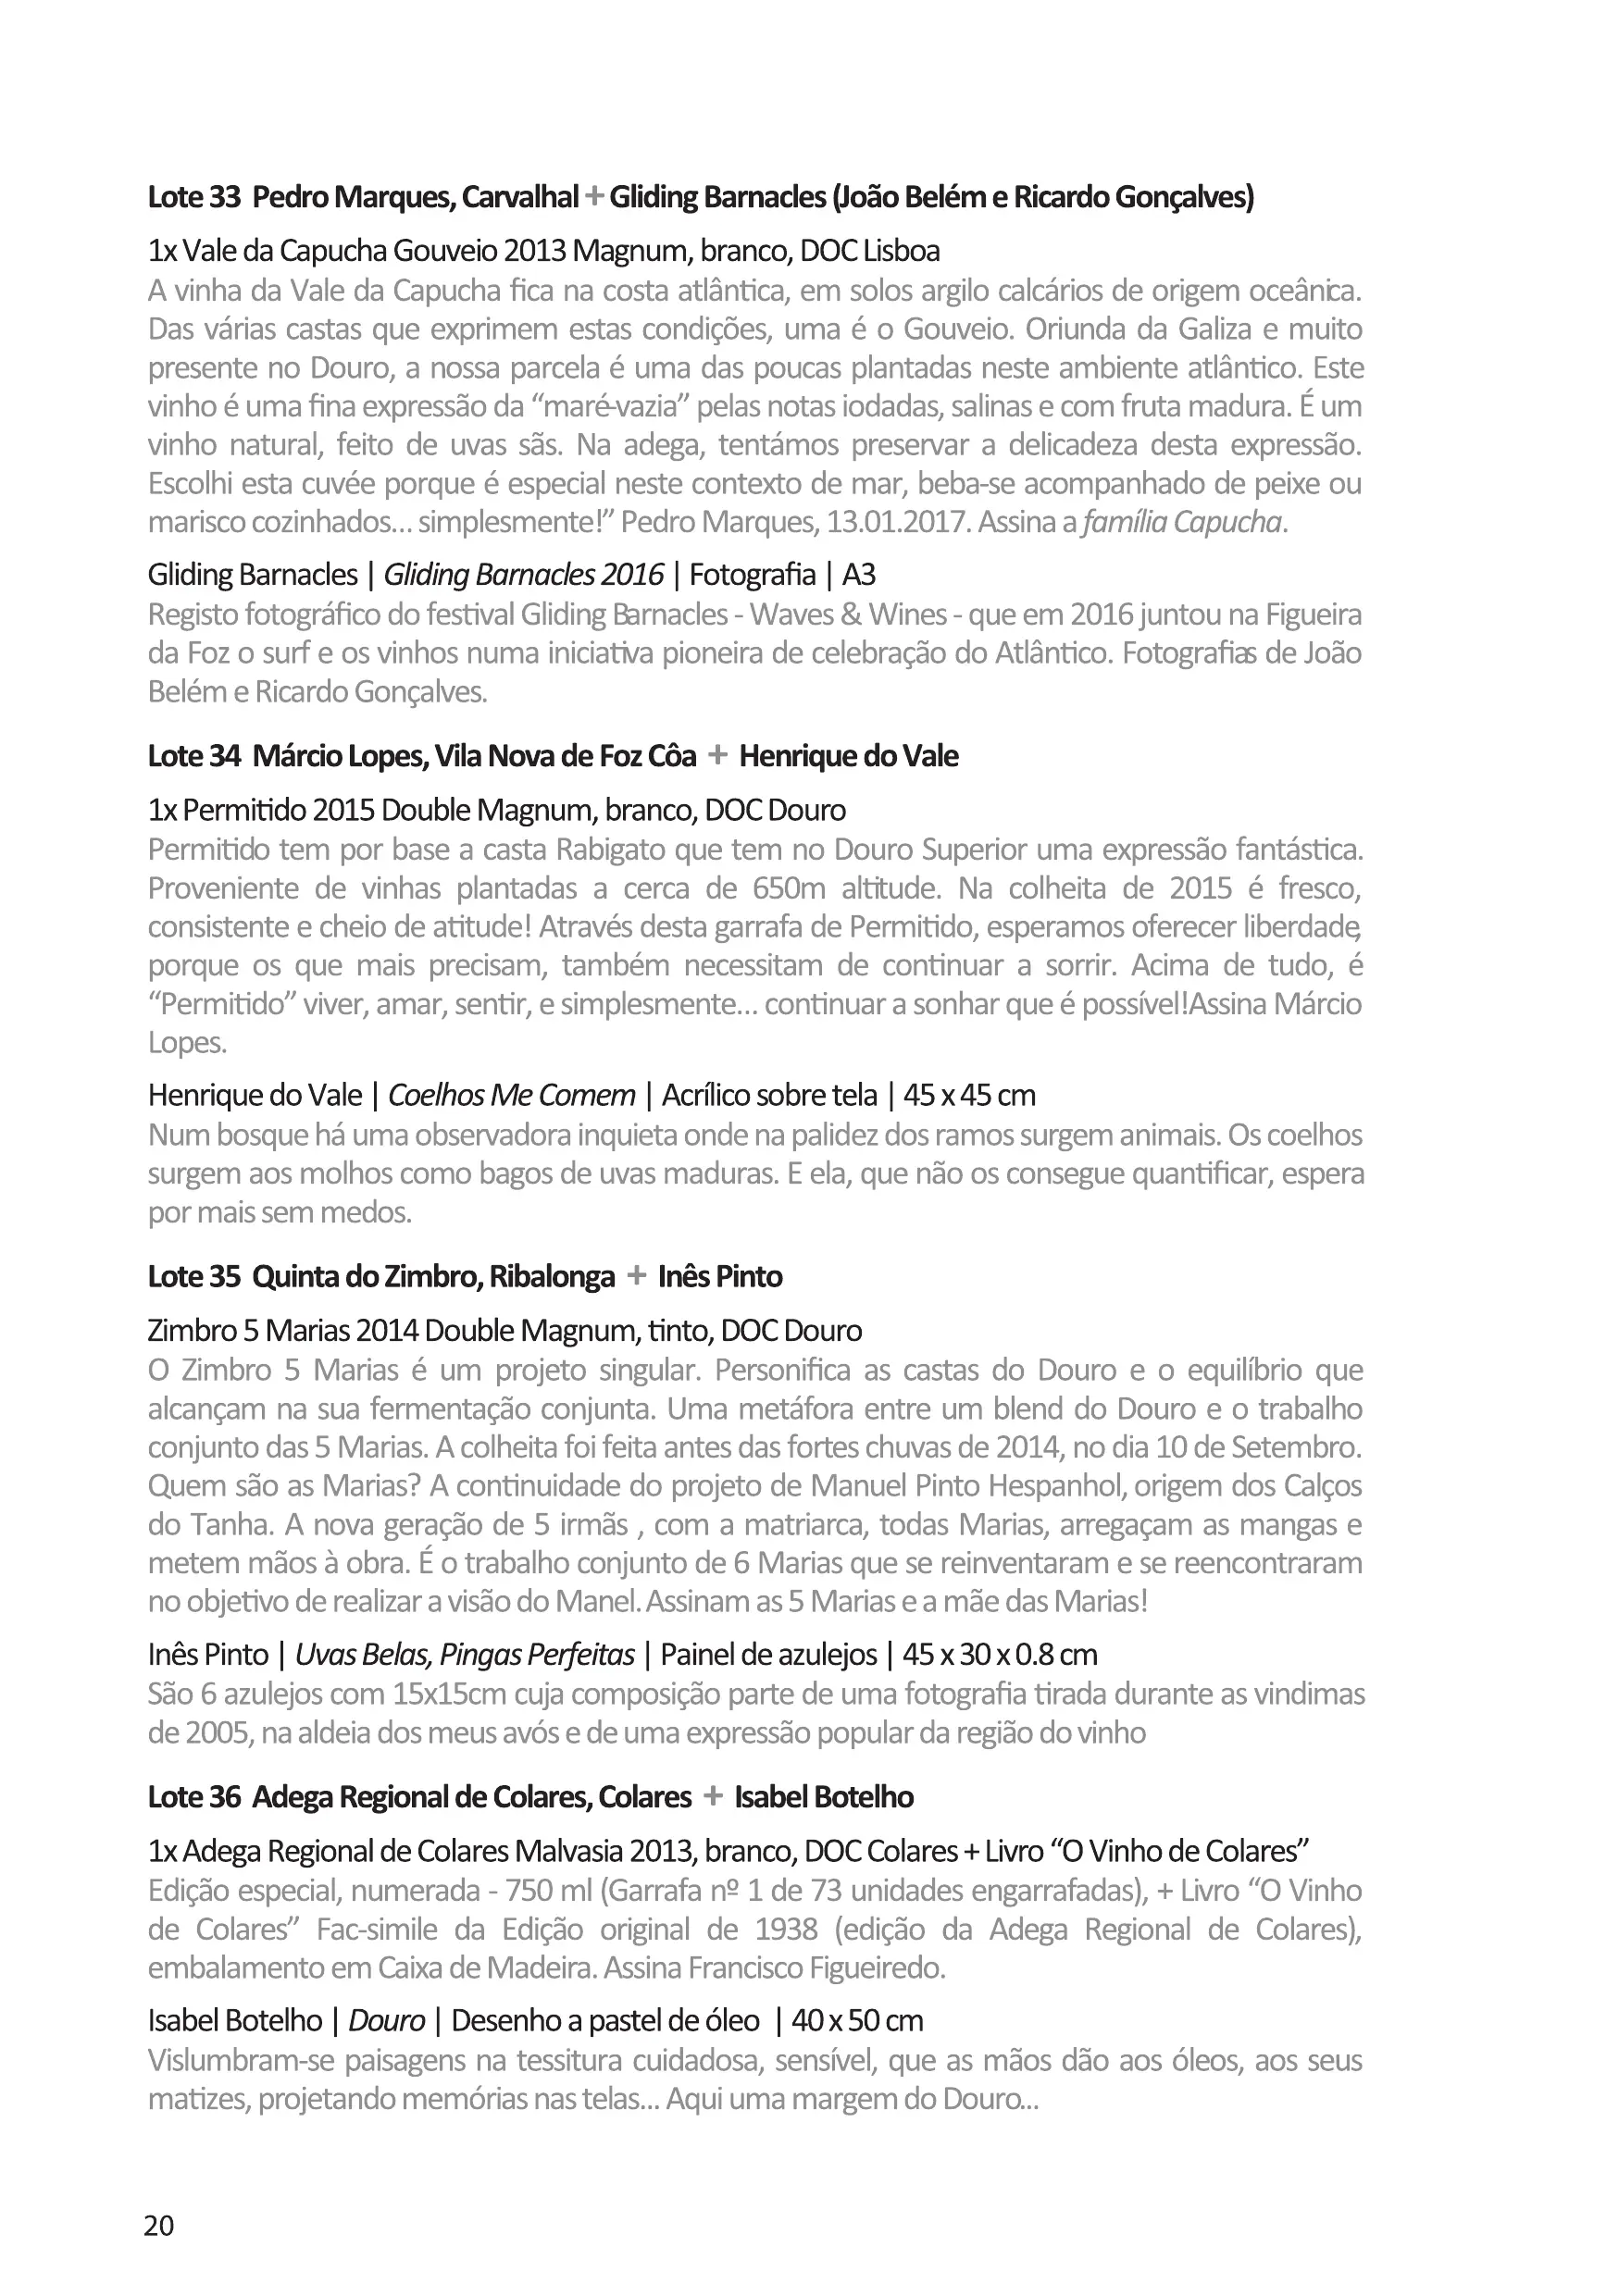 Lote 33 Pedro Marques, Carvalhal + Gliding Barnacles (João Belém e Ricardo Gonçalves)
1x Vale da Capucha Gouveio 2013 Magnum, branco, DOC Lisboa
A vinha da Vale da Capucha fica na costa atlântica, em solos argilo calcários de origem oceânica.
Das várias castas que exprimem estas condições, uma é o Gouveio. Oriunda da Galiza e muito
presente no Douro, a nossa parcela é uma das poucas plantadas neste ambiente atlântico. Este
vinho é uma fina expressão da “maré-vazia” pelas notas iodadas, salinas e com fruta madura. É um
vinho natural, feito de uvas sãs. Na adega, tentámos preservar a delicadeza desta expressão.
Escolhi esta cuvée porque é especial neste contexto de mar, beba-se acompanhado de peixe ou
marisco cozinhados... simplesmente!” Pedro Marques, 13.01.2017. Assina a família Capucha.
Gliding Barnacles | Gliding Barnacles 2016 | Fotografia | A3
Registo fotográfico do festival Gliding Barnacles - Waves & Wines - que em 2016 juntou na Figueira
da Foz o surf e os vinhos numa iniciativa pioneira de celebração do Atlântico. Fotografias de João
Belém e Ricardo Gonçalves.
Lote 34 Márcio Lopes, Vila Nova de Foz Côa + Henrique do Vale
1x Permitido 2015 Double Magnum, branco, DOC Douro
Permitido tem por base a casta Rabigato que tem no Douro Superior uma expressão fantástica.
Proveniente de vinhas plantadas a cerca de 650m altitude. Na colheita de 2015 é fresco,
consistente e cheio de atitude! Através desta garrafa de Permitido, esperamos oferecer liberdade,
porque os que mais precisam, também necessitam de continuar a sorrir. Acima de tudo, é
“Permitido” viver, amar, sentir, e simplesmente... continuar a sonhar que é possível!Assina Márcio
Lopes.
Henrique do Vale | Coelhos Me Comem | Acrílico sobre tela | 45 x 45 cm
Num bosque há uma observadora inquieta onde na palidez dos ramos surgem animais. Os coelhos
surgem aos molhos como bagos de uvas maduras. E ela, que não os consegue quantificar, espera
por mais sem medos.
Lote 35 Quinta do Zimbro, Ribalonga + Inês Pinto
Zimbro 5 Marias 2014 Double Magnum, tinto, DOC Douro
O Zimbro 5 Marias é um projeto singular. Personifica as castas do Douro e o equilíbrio que
alcançam na sua fermentação conjunta. Uma metáfora entre um blend do Douro e o trabalho
conjunto das 5 Marias. A colheita foi feita antes das fortes chuvas de 2014, no dia 10 de Setembro.
Quem são as Marias? A continuidade do projeto de Manuel Pinto Hespanhol, origem dos Calços
do Tanha. A nova geração de 5 irmãs , com a matriarca, todas Marias, arregaçam as mangas e
metem mãos à obra. É o trabalho conjunto de 6 Marias que se reinventaram e se reencontraram
no objetivo de realizar a visão do Manel. Assinam as 5 Marias e a mãe das Marias!
Inês Pinto | Uvas Belas, Pingas Perfeitas | Painel de azulejos | 45 x 30 x 0.8 cm
São 6 azulejos com 15x15cm cuja composição parte de uma fotografia tirada durante as vindimas
de 2005, na aldeia dos meus avós e de uma expressão popular da região do vinho
Lote 36 Adega Regional de Colares, Colares + Isabel Botelho
1x Adega Regional de Colares Malvasia 2013, branco, DOC Colares + Livro “O Vinho de Colares”
Edição especial, numerada - 750 ml (Garrafa nº 1 de 73 unidades engarrafadas), + Livro “O Vinho
de Colares” Fac-simile da Edição original de 1938 (edição da Adega Regional de Colares),
embalamento em Caixa de Madeira. Assina Francisco Figueiredo.
Isabel Botelho | Douro | Desenho a pastel de óleo | 40 x 50 cm
Vislumbram-se paisagens na tessitura cuidadosa, sensível, que as mãos dão aos óleos, aos seus
matizes, projetando memórias nas telas... Aqui uma margem do Douro...
20